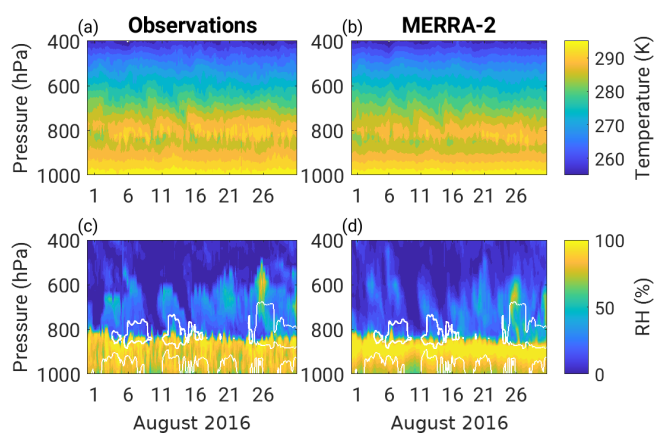 (a) Observations
(b) MERRA-2
Pressure (hPa)
400
600
800
1000
1 6 11 16 21 26
400
600
800
1000
1 6 11 16 21 26
290
280
270
260
Temperature (K)
(c)
(d)
Pressure (hPa)
400
600
800
1000
1 6 11 16 21 26
August 2016
400
600
800
1000
1 6 11 16 21 26
August 2016
100
50
0
RH (%)